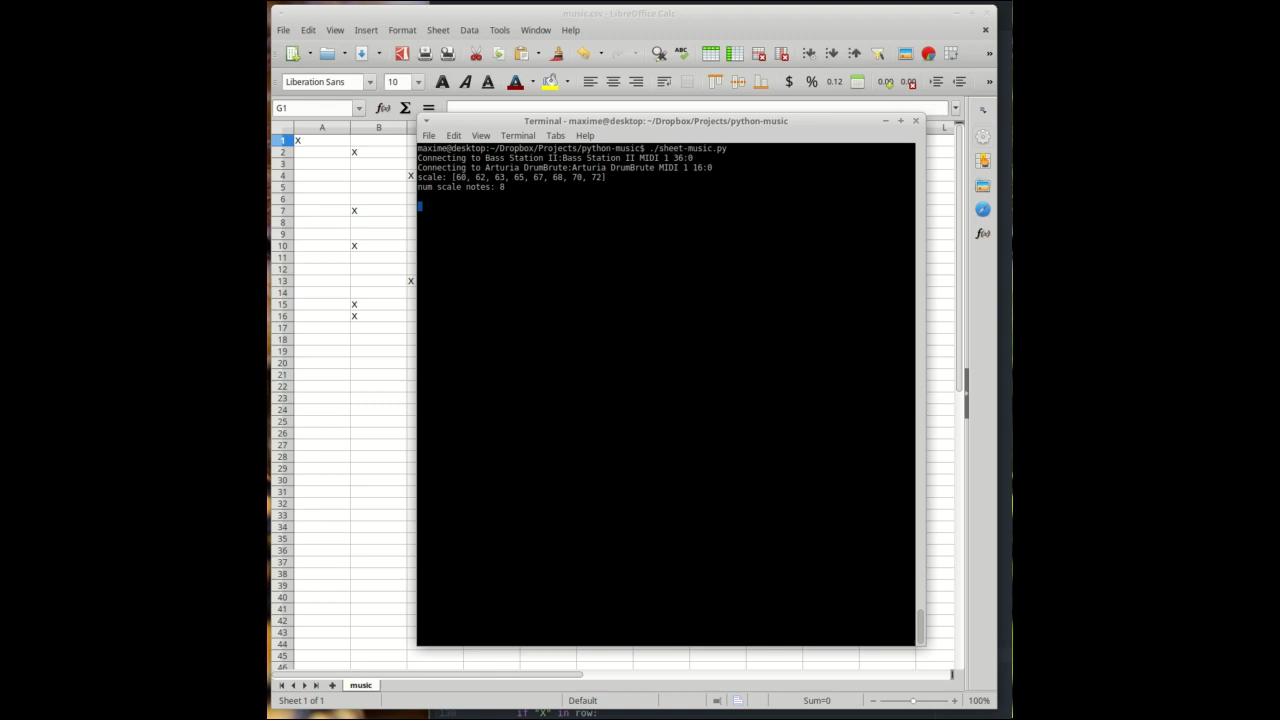 music.csv - LibreOffice Calc
File Edit View Insert Format Sheet Data Tools Window Help
Liberation Sans 10 $ % 0.12 0.00 0.00
G1 f(x) Σ =
Terminal - maxime@desktop: ~/Dropbox/Projects/python-music
File Edit View Terminal Tabs Help
maxime@desktop:~/Dropbox/Projects/python-music$ ./sheet-music.py
Connecting to Bass Station II:Bass Station II MIDI 1 36:0
Connecting to Arturia DrumBrute:Arturia DrumBrute MIDI 1 16:0
scale: [60, 62, 63, 65, 67, 68, 70, 72]
num scale notes: 8
A B L
1 X
2 X
3
4 X
5
6
7 X
8
9
10 X
11
12
13 X
14
15 X
16 X
17
18
19
20
21
22
23
24
25
26
27
28
29
30
31
32
33
34
35
36
37
38
39
40
41
42
43
44
45
46
music
Sheet 1 of 1 Default Sum=0 100%
if "X" in row: